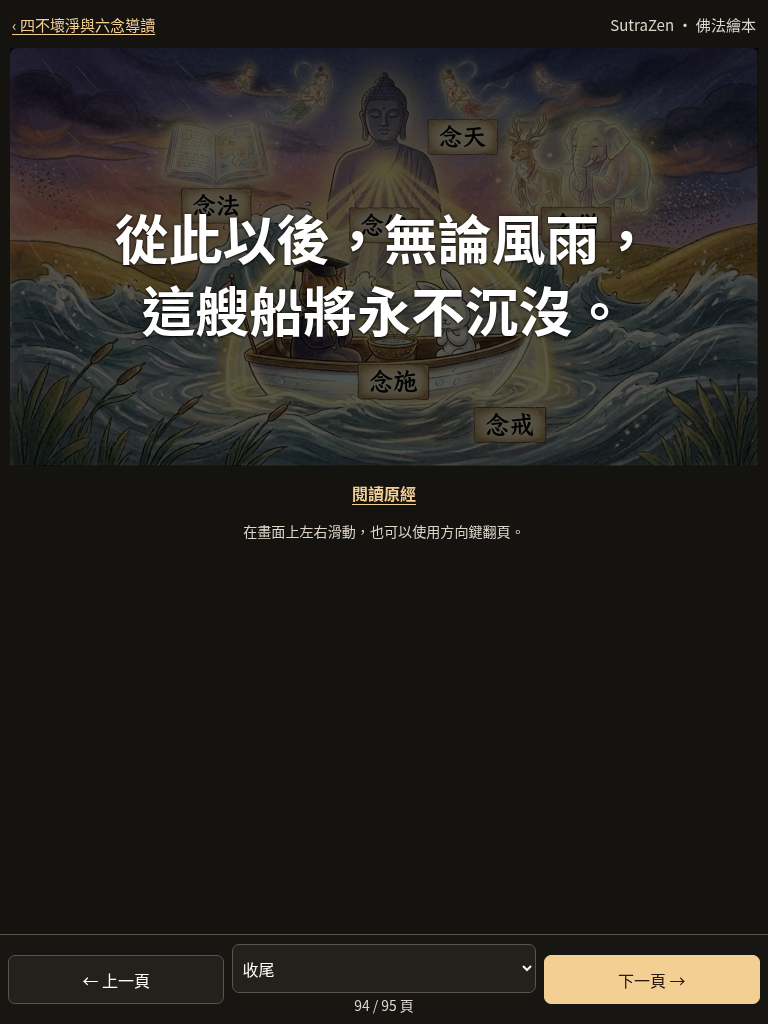 ‹ 四不壞淨與六念導讀
SutraZen ・ 佛法繪本
念天
念法
從此以後，無論風雨，
這艘船將永不沉沒。
念施
念戒
閱讀原經
在畫面上左右滑動，也可以使用方向鍵翻頁。
← 上一頁
收尾
94 / 95 頁
下一頁 →